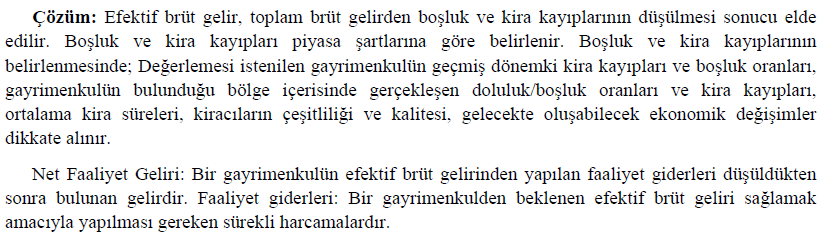 Çözüm: Efektif brüt gelir, toplam brüt gelirden boşluk ve kira kayıplarının düşülmesi sonucu elde
edilir. Boşluk ve kira kayıpları piyasa şartlarına göre belirlenir. Boşluk ve kira kayıplarının
belirlenmesinde; Değerlemesi istenilen gayrimenkulün geçmiş dönemki kira kayıpları ve boşluk oranları,
gayrimenkulün bulunduğu bölge içerisinde gerçekleşen doluluk/boşluk oranları ve kira kayıpları,
ortalama kira süreleri, kiracıların çeşitliliği ve kalitesi, gelecekte oluşabilecek ekonomik değişimler
dikkate alınır.
Net Faaliyet Geliri: Bir gayrimenkulün efektif brüt gelirinden yapılan faaliyet giderleri düşüldükten
sonra bulunan gelirdir. Faaliyet giderleri: Bir gayrimenkulden beklenen efektif brüt geliri sağlamak
amacıyla yapılması gereken sürekli harcamalardır.